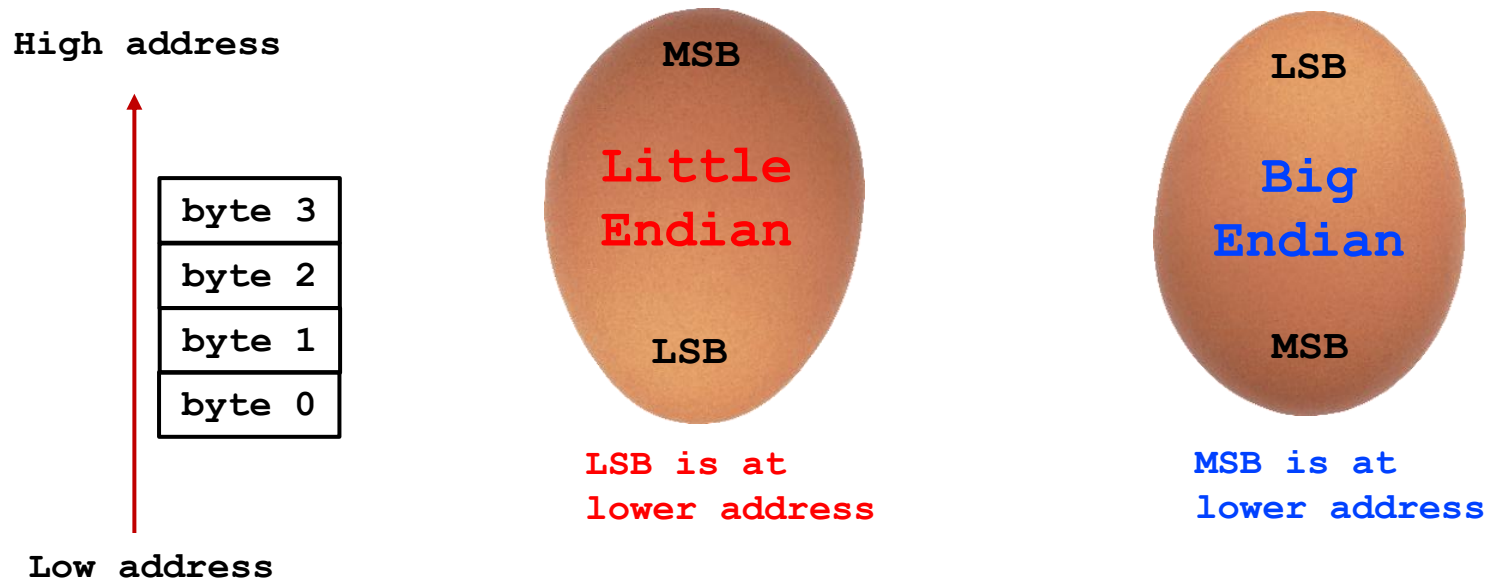 High address
byte 3
byte 2
byte 1
byte 0
Low address
MSB
Little
Endian
LSB
LSB is at
lower address
LSB
Big
Endian
MSB
MSB is at
lower address